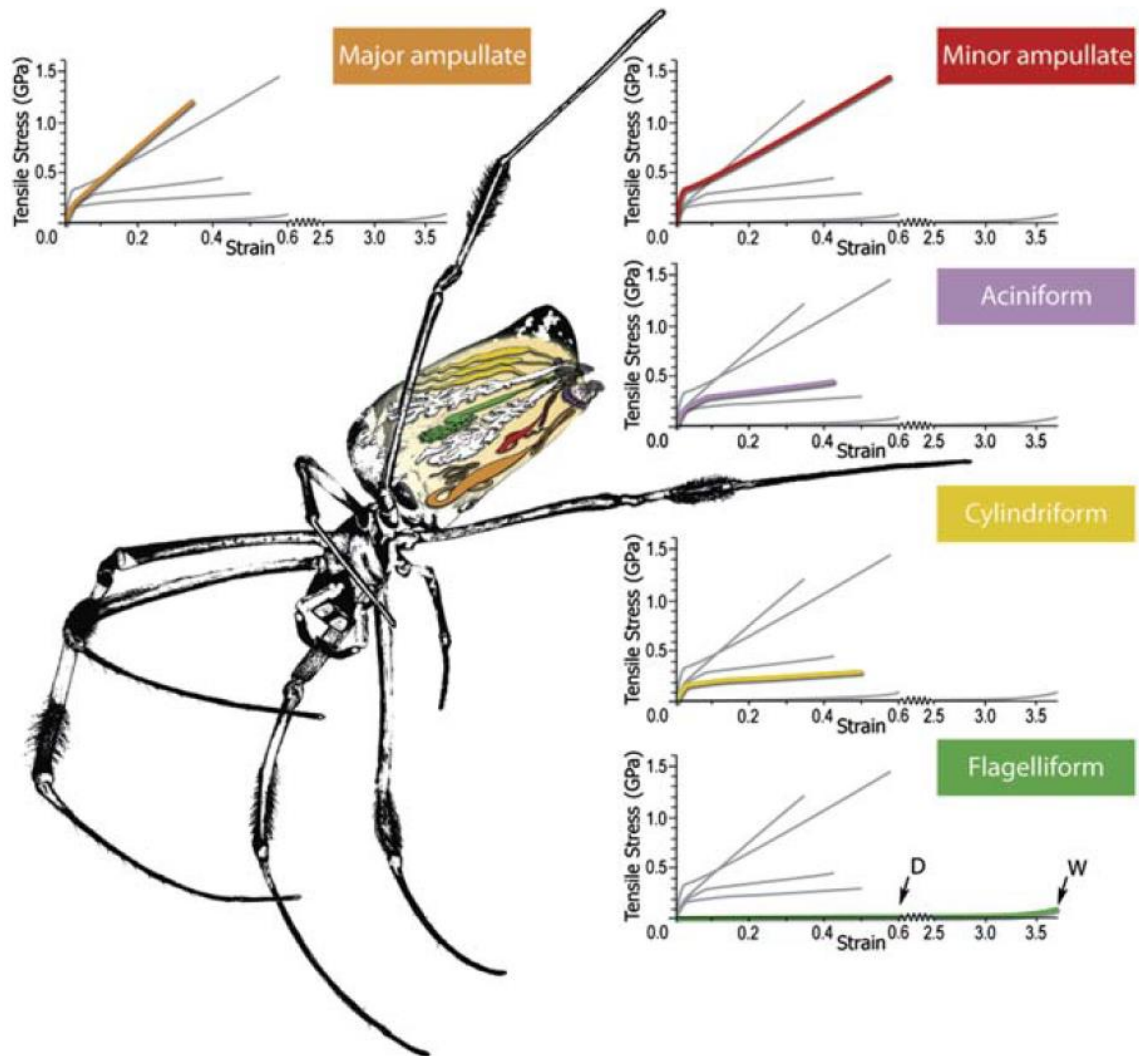 Major ampullate
Tensile Stress (GPa)
1.5
1.0
0.5
0.0
0.2
0.4
0.6
2.5
3.0
3.5
Strain
Minor ampullate
Tensile Stress (GPa)
1.5
1.0
0.5
0.0
0.2
0.4
0.6
2.5
3.0
3.5
Strain
Aciniform
Tensile Stress (GPa)
1.5
1.0
0.5
0.0
0.2
0.4
0.6
2.5
3.0
3.5
Strain
Cylindriform
Tensile Stress (GPa)
1.5
1.0
0.5
0.0
0.2
0.4
0.6
2.5
3.0
3.5
Strain
Flagelliform
Tensile Stress (GPa)
1.5
1.0
0.5
D
W
0.0
0.2
0.4
0.6
2.5
3.0
3.5
Strain